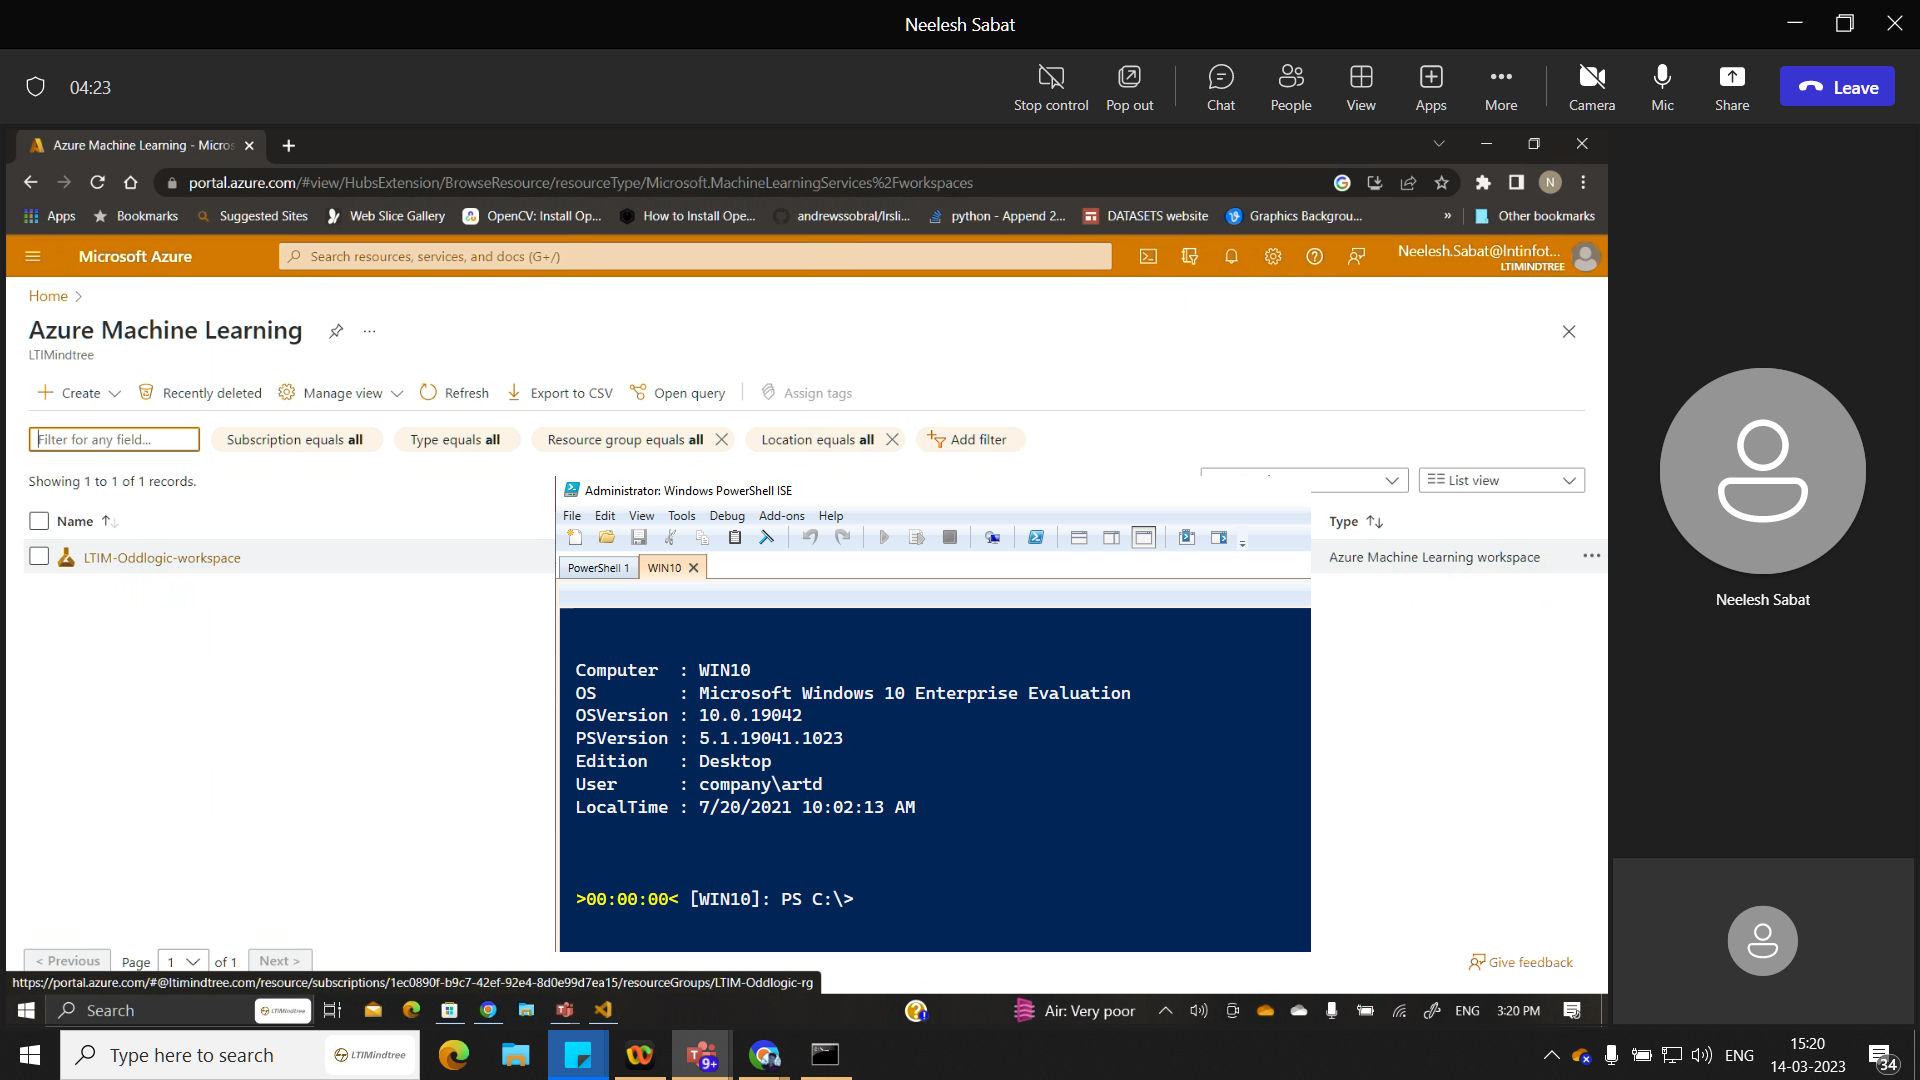 Neelesh Sabat
04:23
Stop control
Pop out
Chat
People
View
Apps
More
Camera
Mic
Share
Leave
Azure Machine Learning - Micros
portal.azure.com/#view/HubsExtension/BrowseResource/resourceType/Microsoft.MachineLearningServices%2Fworkspaces
N
Apps
Bookmarks
Suggested Sites
Web Slice Gallery
OpenCV: Install Op...
How to Install Ope...
andrewssobral/lrsli...
python - Append 2...
DATASETS website
Graphics Backgrou...
»
Other bookmarks
Microsoft Azure
Search resources, services, and docs (G+/)
Neelesh.Sabat@lntinfot...
LTIMINDTREE
Home >
Azure Machine Learning
LTIMindtree
Create
Recently deleted
Manage view
Refresh
Export to CSV
Open query
Assign tags
Filter for any field...
Subscription equals all
Type equals all
Resource group equals all
Location equals all
Add filter
Showing 1 to 1 of 1 records.
List view
Name
Type
LTIM-Oddlogic-workspace
Azure Machine Learning workspace
Administrator: Windows PowerShell ISE
File Edit View Tools Debug Add-ons Help
PowerShell 1
WIN10
Computer : WIN10
OS : Microsoft Windows 10 Enterprise Evaluation
OSVersion : 10.0.19042
PSVersion : 5.1.19041.1023
Edition : Desktop
User : company\artd
LocalTime : 7/20/2021 10:02:13 AM
>00:00:00< [WIN10]: PS C:\>
Neelesh Sabat
< Previous
Page
1
of 1
Next >
Give feedback
https://portal.azure.com/#@ltimindtree.com/resource/subscriptions/1ec0890f-b9c7-42ef-92e4-8d0e99d7ea15/resourceGroups/LTIM-Oddlogic-rg
Search
LTIMindtree
Air: Very poor
ENG
3:20 PM
Type here to search
LTIMindtree
9+
ENG
15:20
14-03-2023
34